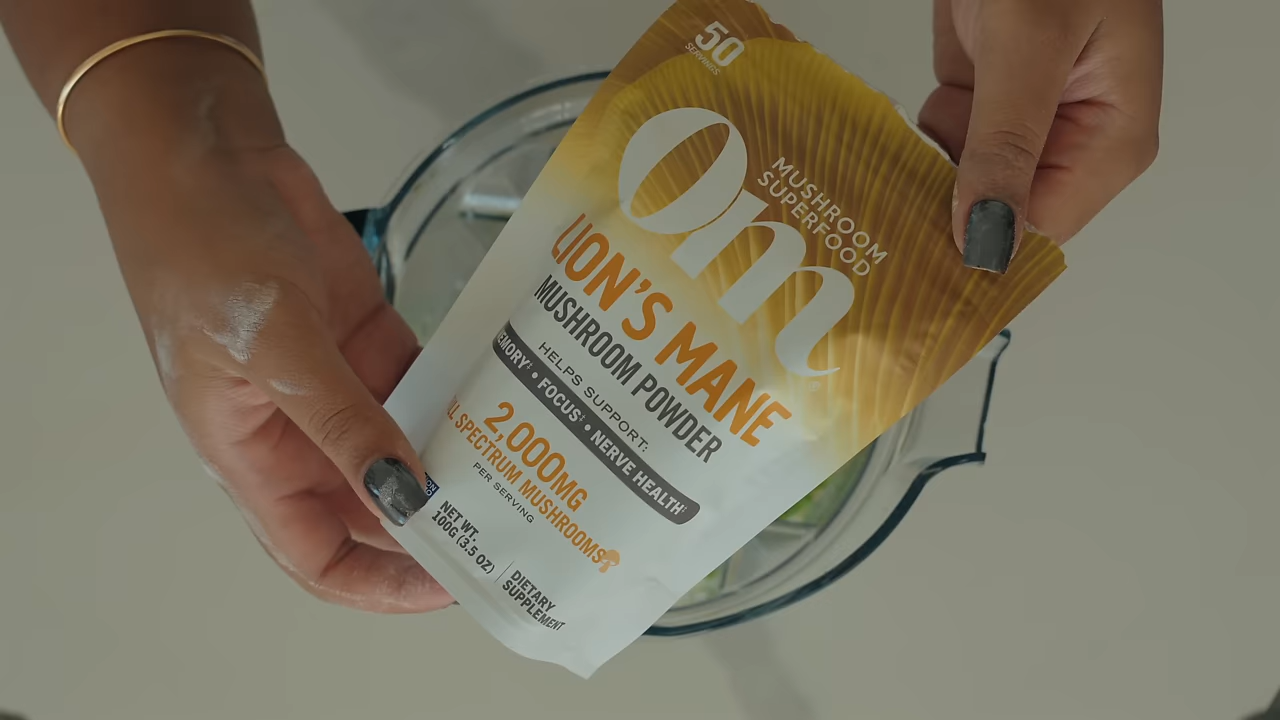 50
SERVINGS
Om
MUSHROOM
SUPERFOOD
LION'S MANE
MUSHROOM POWDER
HELPS SUPPORT:
EMORY‡ • FOCUS‡ • NERVE HEALTH‡
2,000MG
LL SPECTRUM MUSHROOMS
PER SERVING
NET WT.
100G (3.5 OZ)
DIETARY
SUPPLEMENT